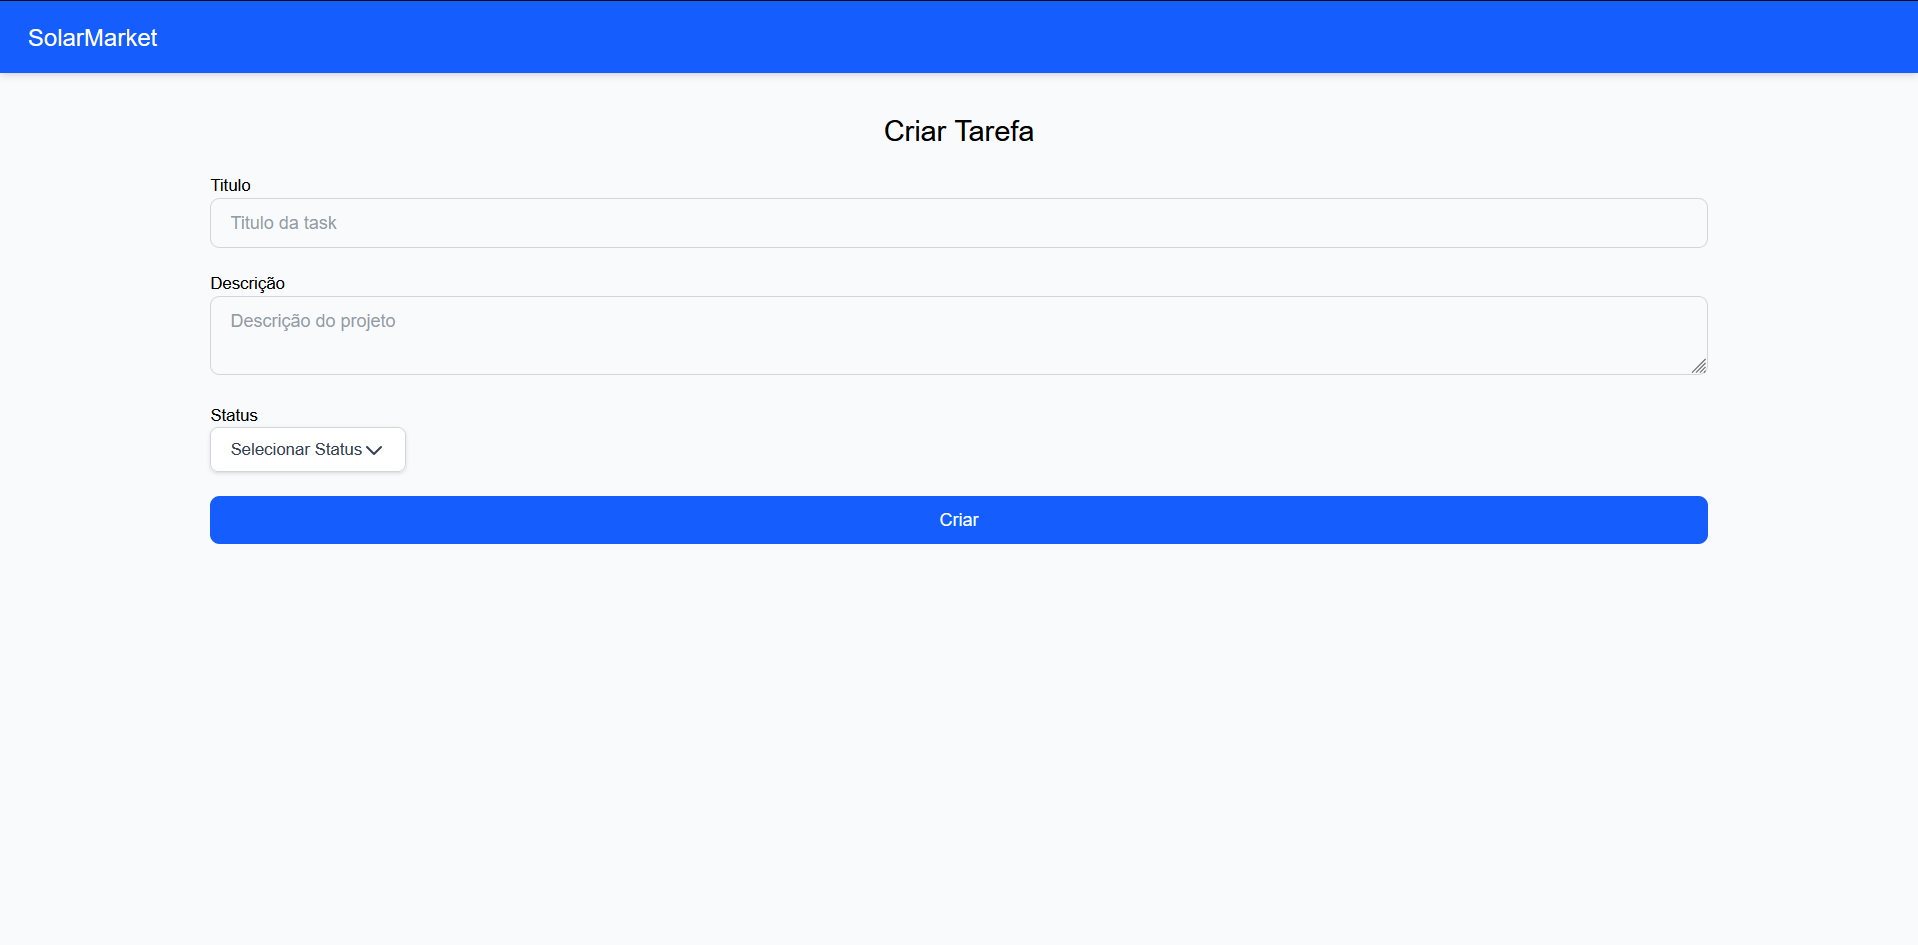 SolarMarket
Criar Tarefa
Titulo
Titulo da task
Descrição
Descrição do projeto
Status
Selecionar Status
Criar